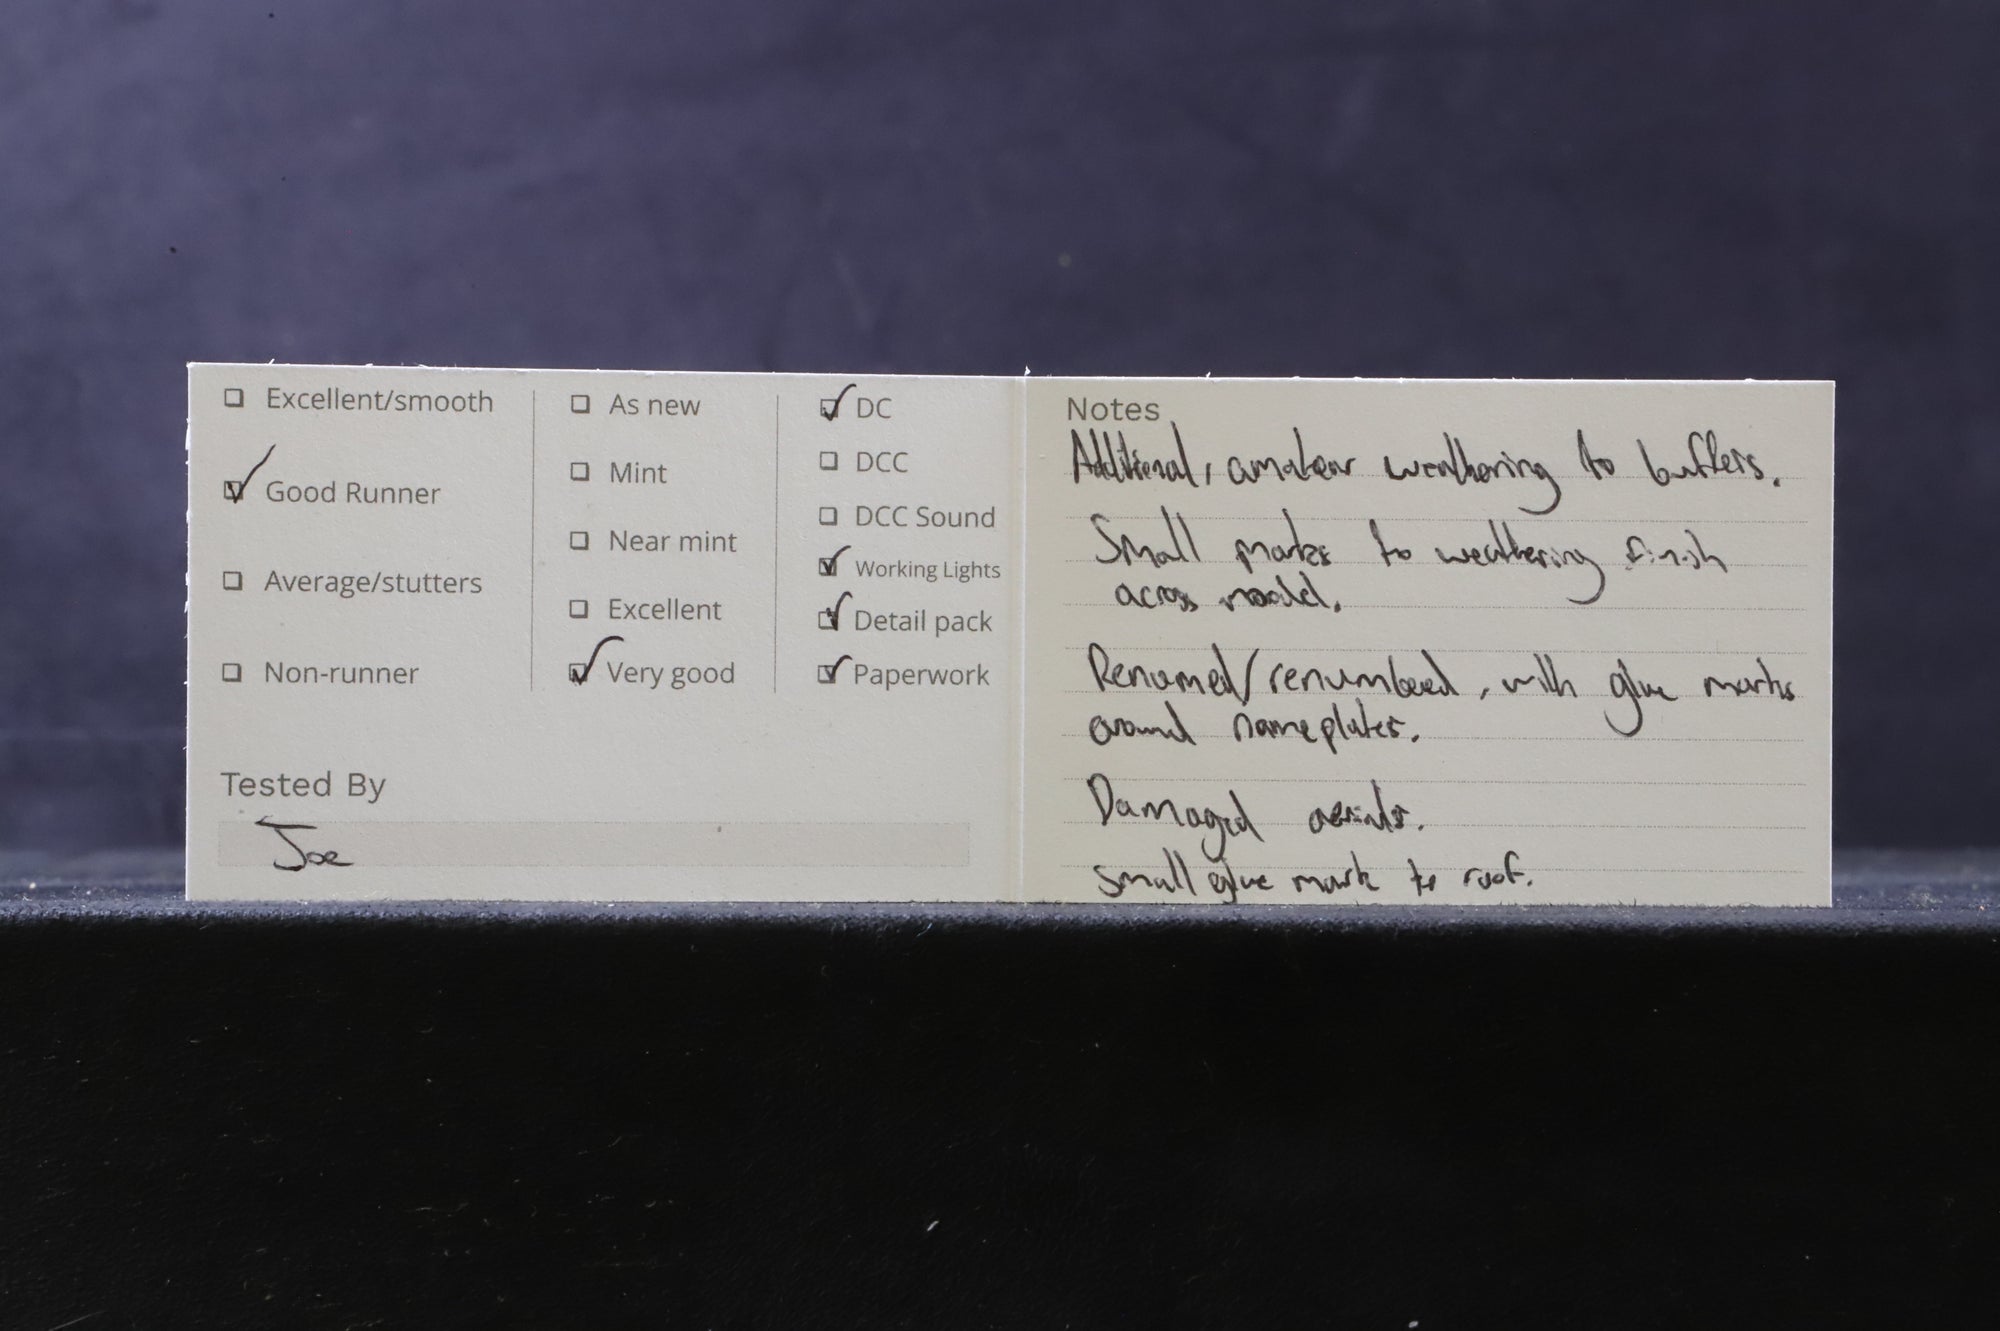 ☐ Excellent/smooth
☑ Good Runner
☐ Average/stutters
☐ Non-runner
☐ As new
☐ Mint
☐ Near mint
☐ Excellent
☑ Very good
☑ DC
☐ DCC
☐ DCC Sound
☑ Working Lights
☑ Detail pack
☑ Paperwork
Tested By
Joe
Notes
Additional, amateur weathering to buffers.
Small marks to weathering finish
across model.
Renamed/renumbered, with glue marks
around nameplates.
Damaged aerials.
Small glue mark to roof.